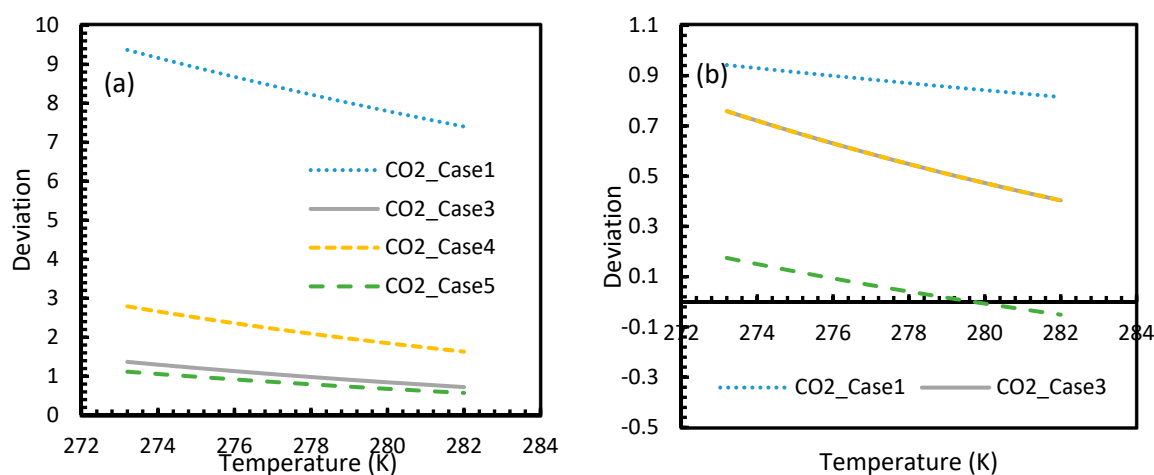 10
9
8
7
6
5
4
3
2
1
0
Deviation
(a)
CO2_Case1
CO2_Case3
CO2_Case4
CO2_Case5
272 274 276 278 280 282 284
Temperature (K)
1.1
0.9
0.7
0.5
0.3
0.1
-0.1
-0.3
-0.5
Deviation
(b)
272 274 276 278 280 282 284
CO2_Case1 CO2_Case3
Temperature (K)